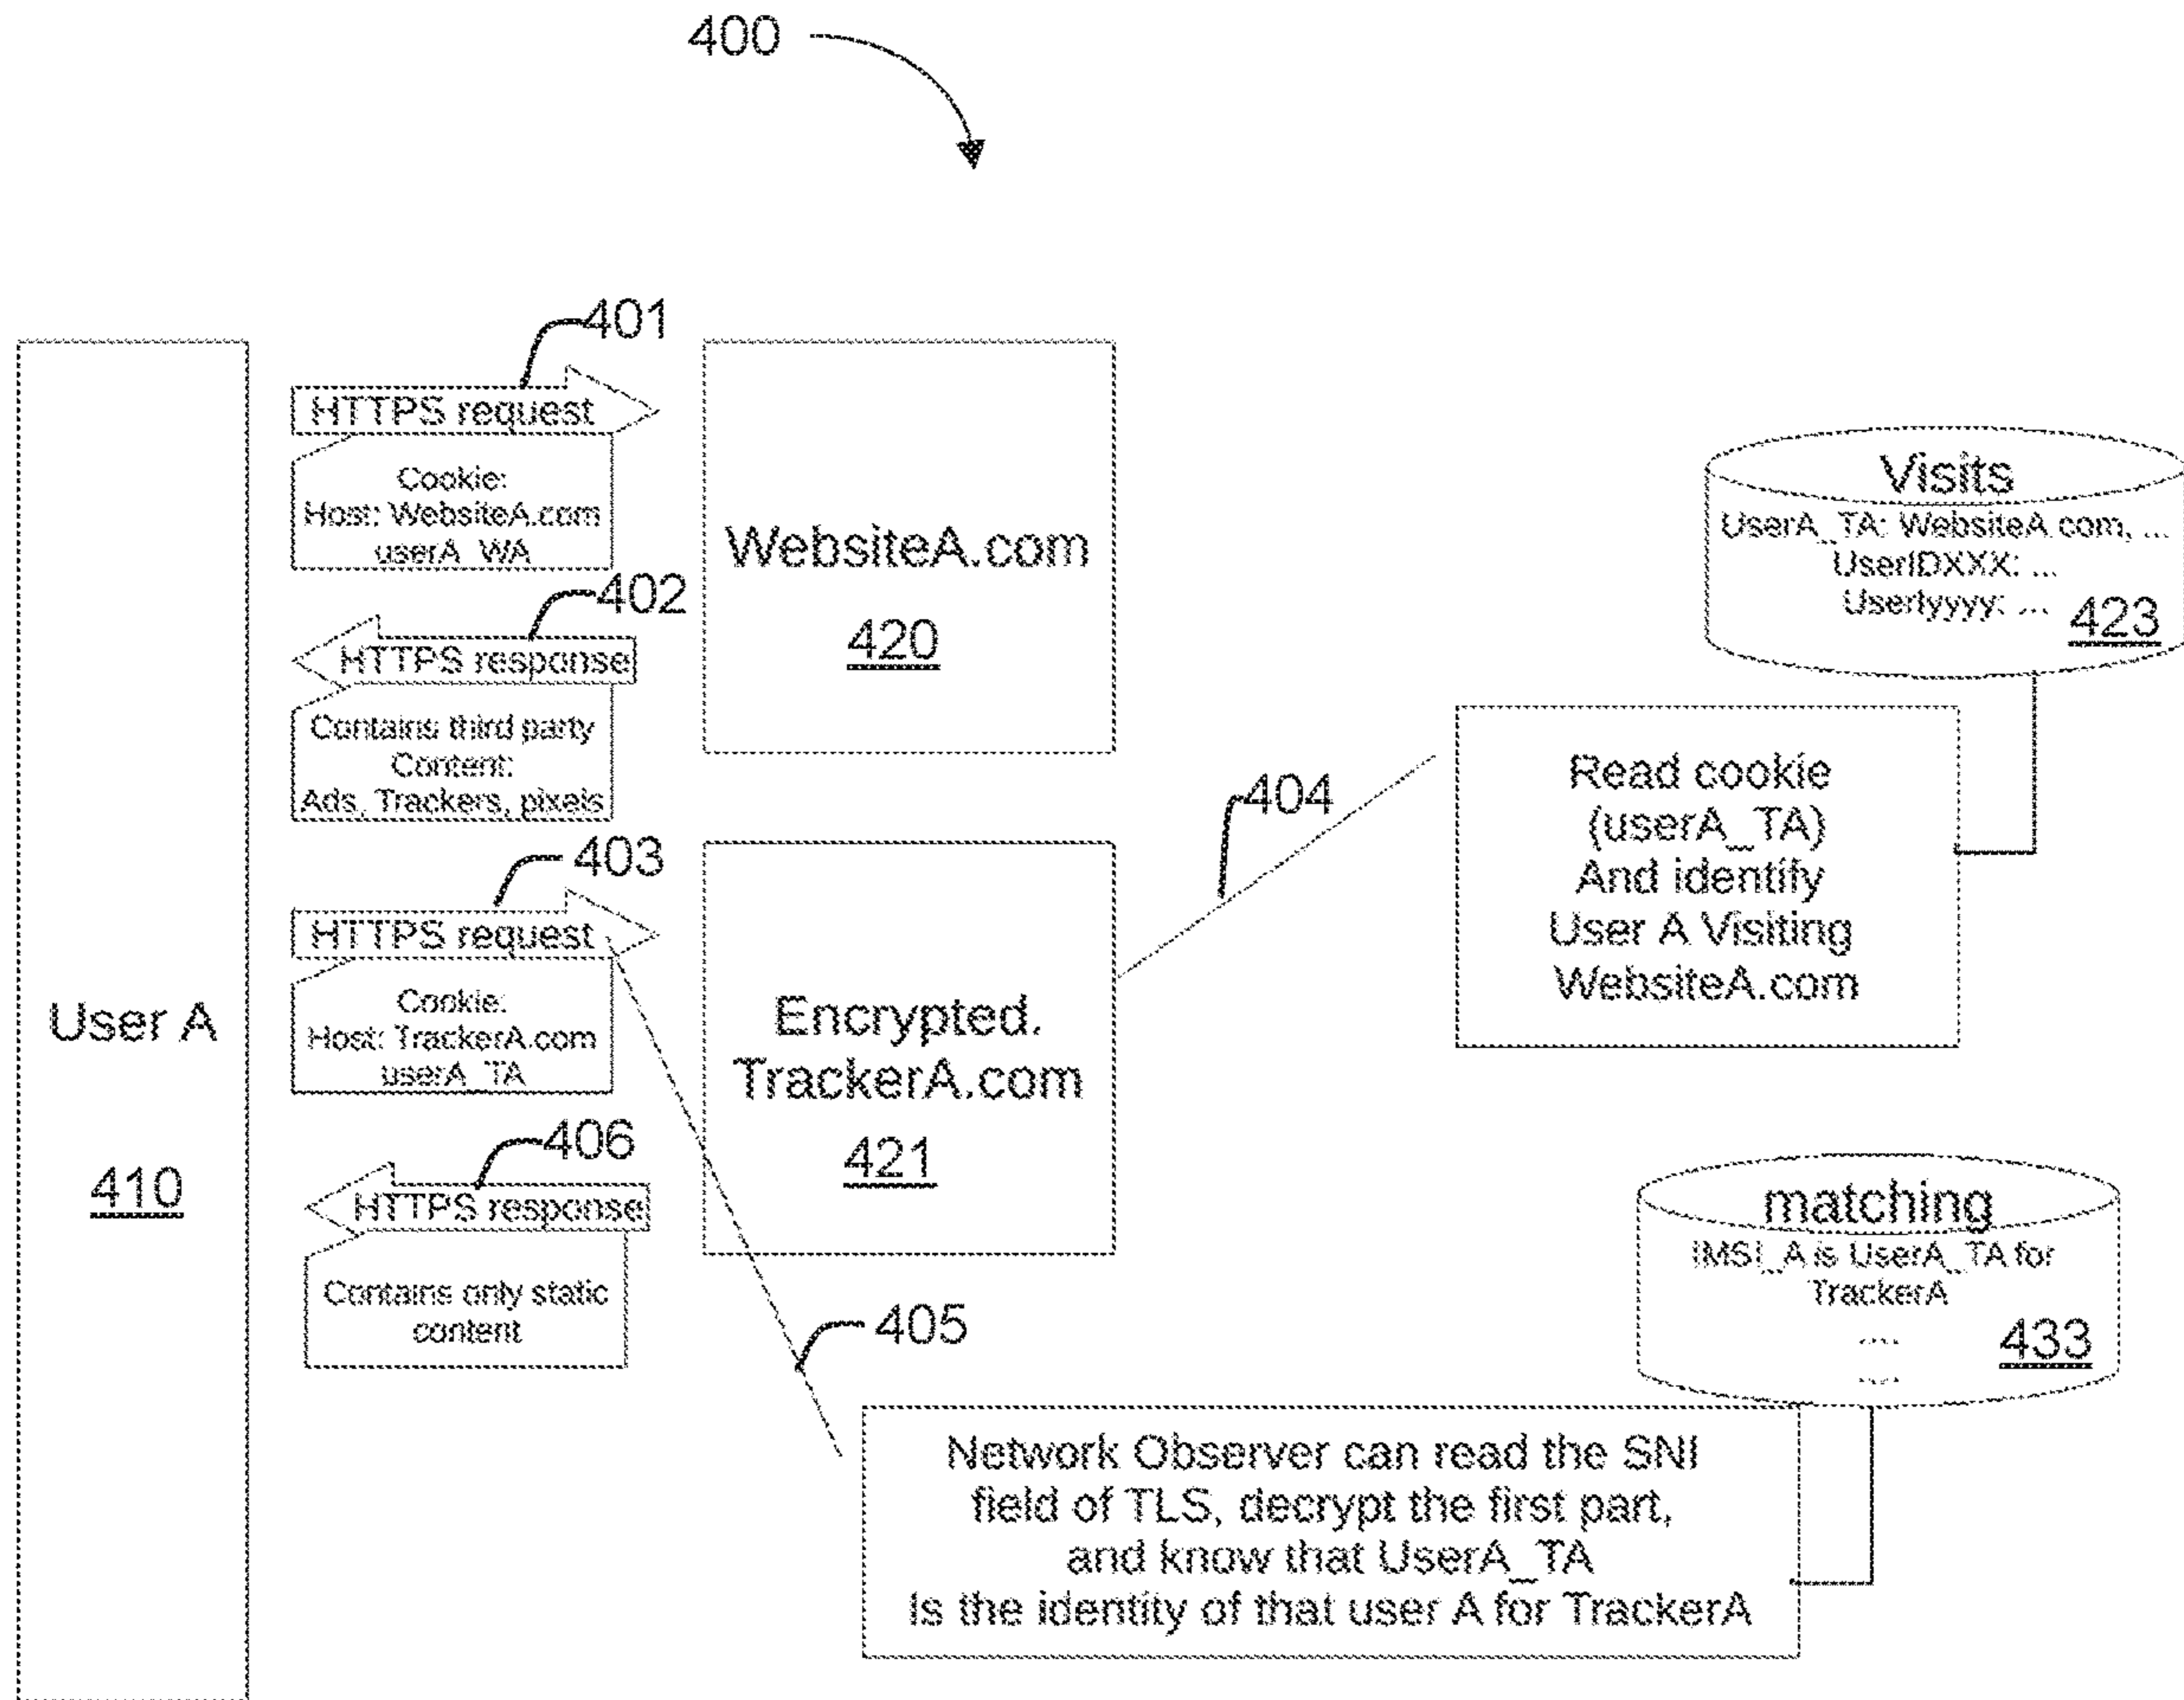 400
401
HTTPS request
Cookie:
Host: WebsiteA.com
userA_WA
402
HTTPS response
Contains third party
Content:
Ads, Trackers, pixels
403
HTTPS request
Cookie:
Host: TrackerA.com
userA_TA
406
HTTPS response
Contains only static
content
User A
410
WebsiteA.com
420
Encrypted.
TrackerA.com
421
404
405
Visits
UserA_TA: WebsiteA.com, ...
UserIDXXX: ...
UserIyyyy: ...
423
Read cookie
(userA_TA)
And identify
User A Visiting
WebsiteA.com
matching
IMSI_A is UserA_TA for
TrackerA
...
...
433
Network Observer can read the SNI
field of TLS, decrypt the first part,
and know that UserA_TA
Is the identity of that user A for TrackerA